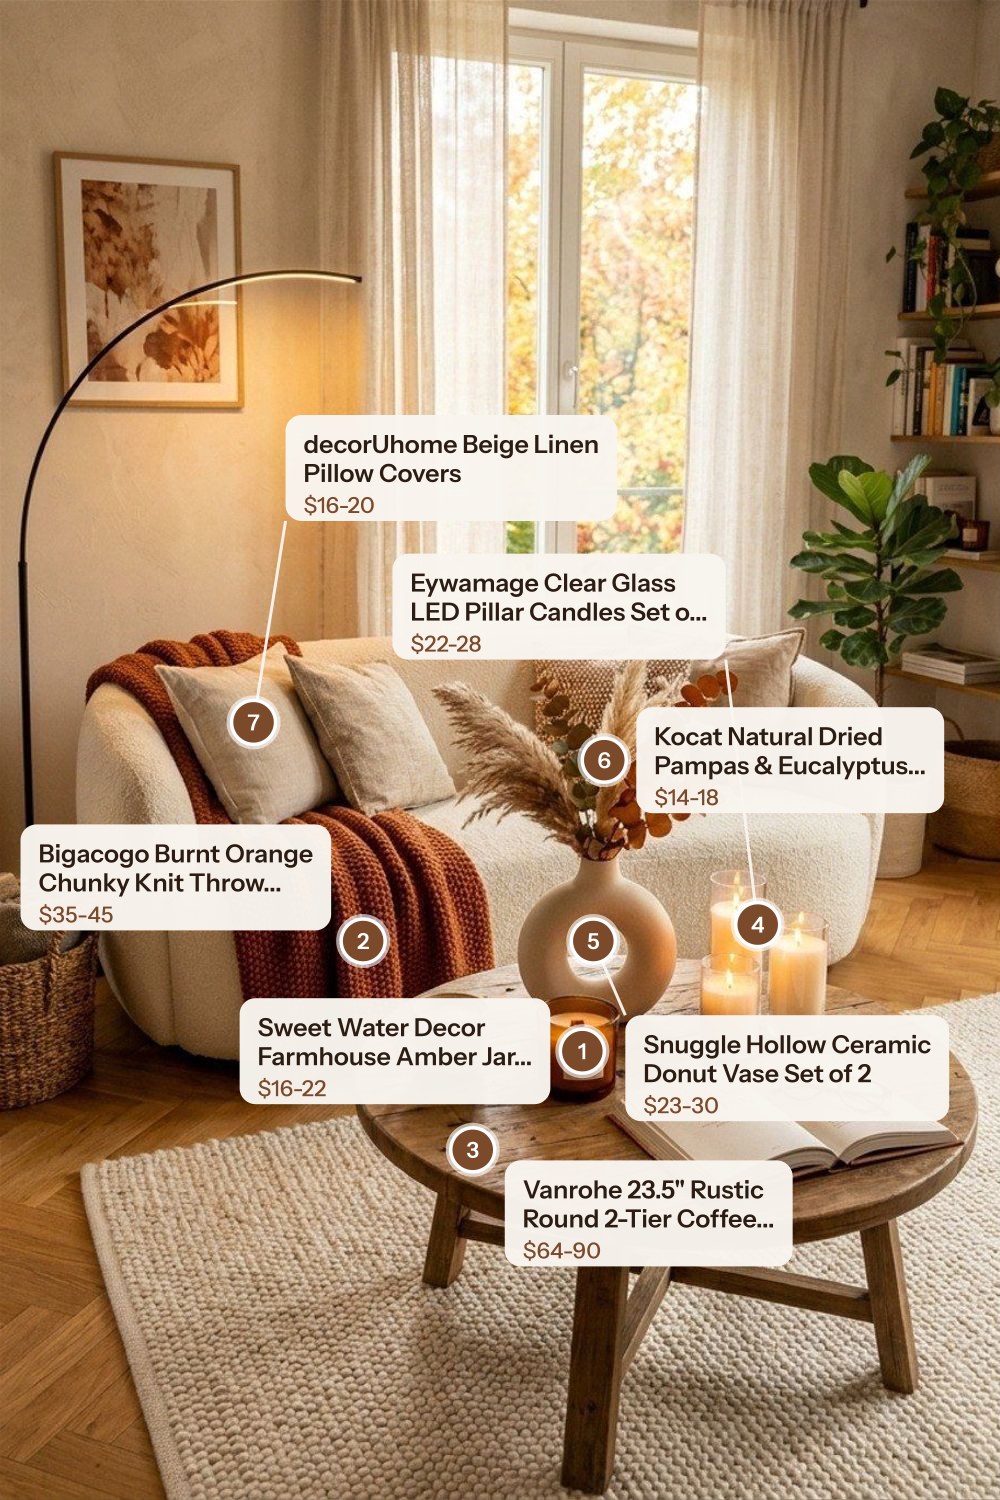 decorUhome Beige Linen
Pillow Covers
$16-20
Eywamage Clear Glass
LED Pillar Candles Set o...
$22-28
7
6
Kocat Natural Dried
Pampas & Eucalyptus...
$14-18
Bigacogo Burnt Orange
Chunky Knit Throw...
$35-45
4
2
5
Sweet Water Decor
Farmhouse Amber Jar...
$16-22
1
Snuggle Hollow Ceramic
Donut Vase Set of 2
$23-30
3
Vanrohe 23.5" Rustic
Round 2-Tier Coffee...
$64-90